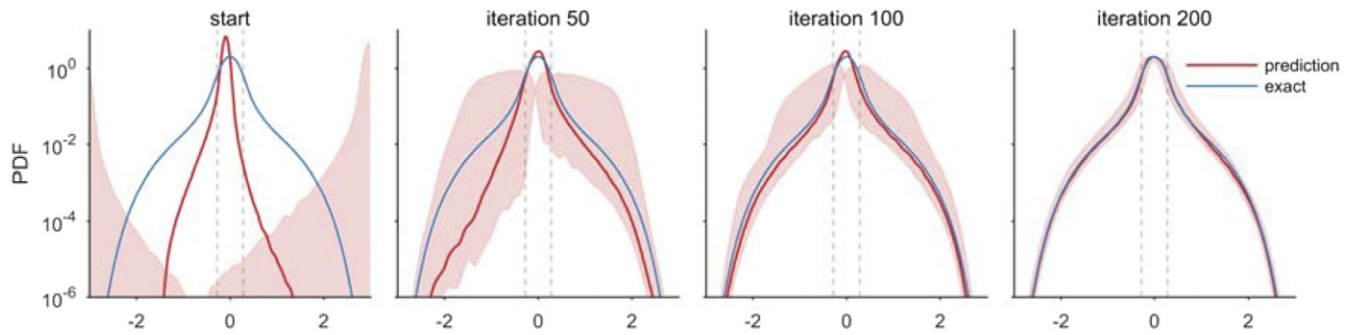 start
iteration 50
iteration 100
iteration 200
prediction
exact
PDF
10^0
10^-2
10^-4
10^-6
-2 0 2
-2 0 2
-2 0 2
-2 0 2